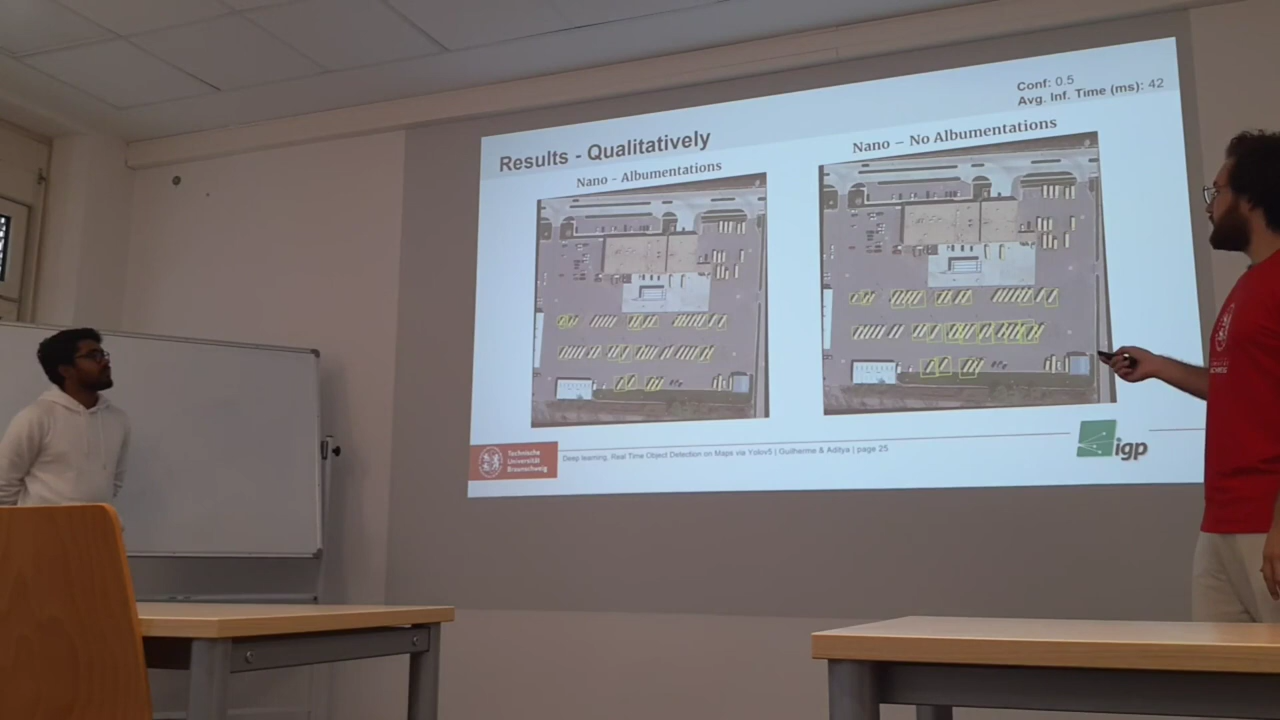 Conf: 0.5
Avg. Inf. Time (ms): 42
Results - Qualitatively
Nano - Albumentations
Nano – No Albumentations
Technische
Universität
Braunschweig
Deep learning, Real Time Object Detection on Maps via Yolov5 | Guilherme & Aditya | page 25
igp